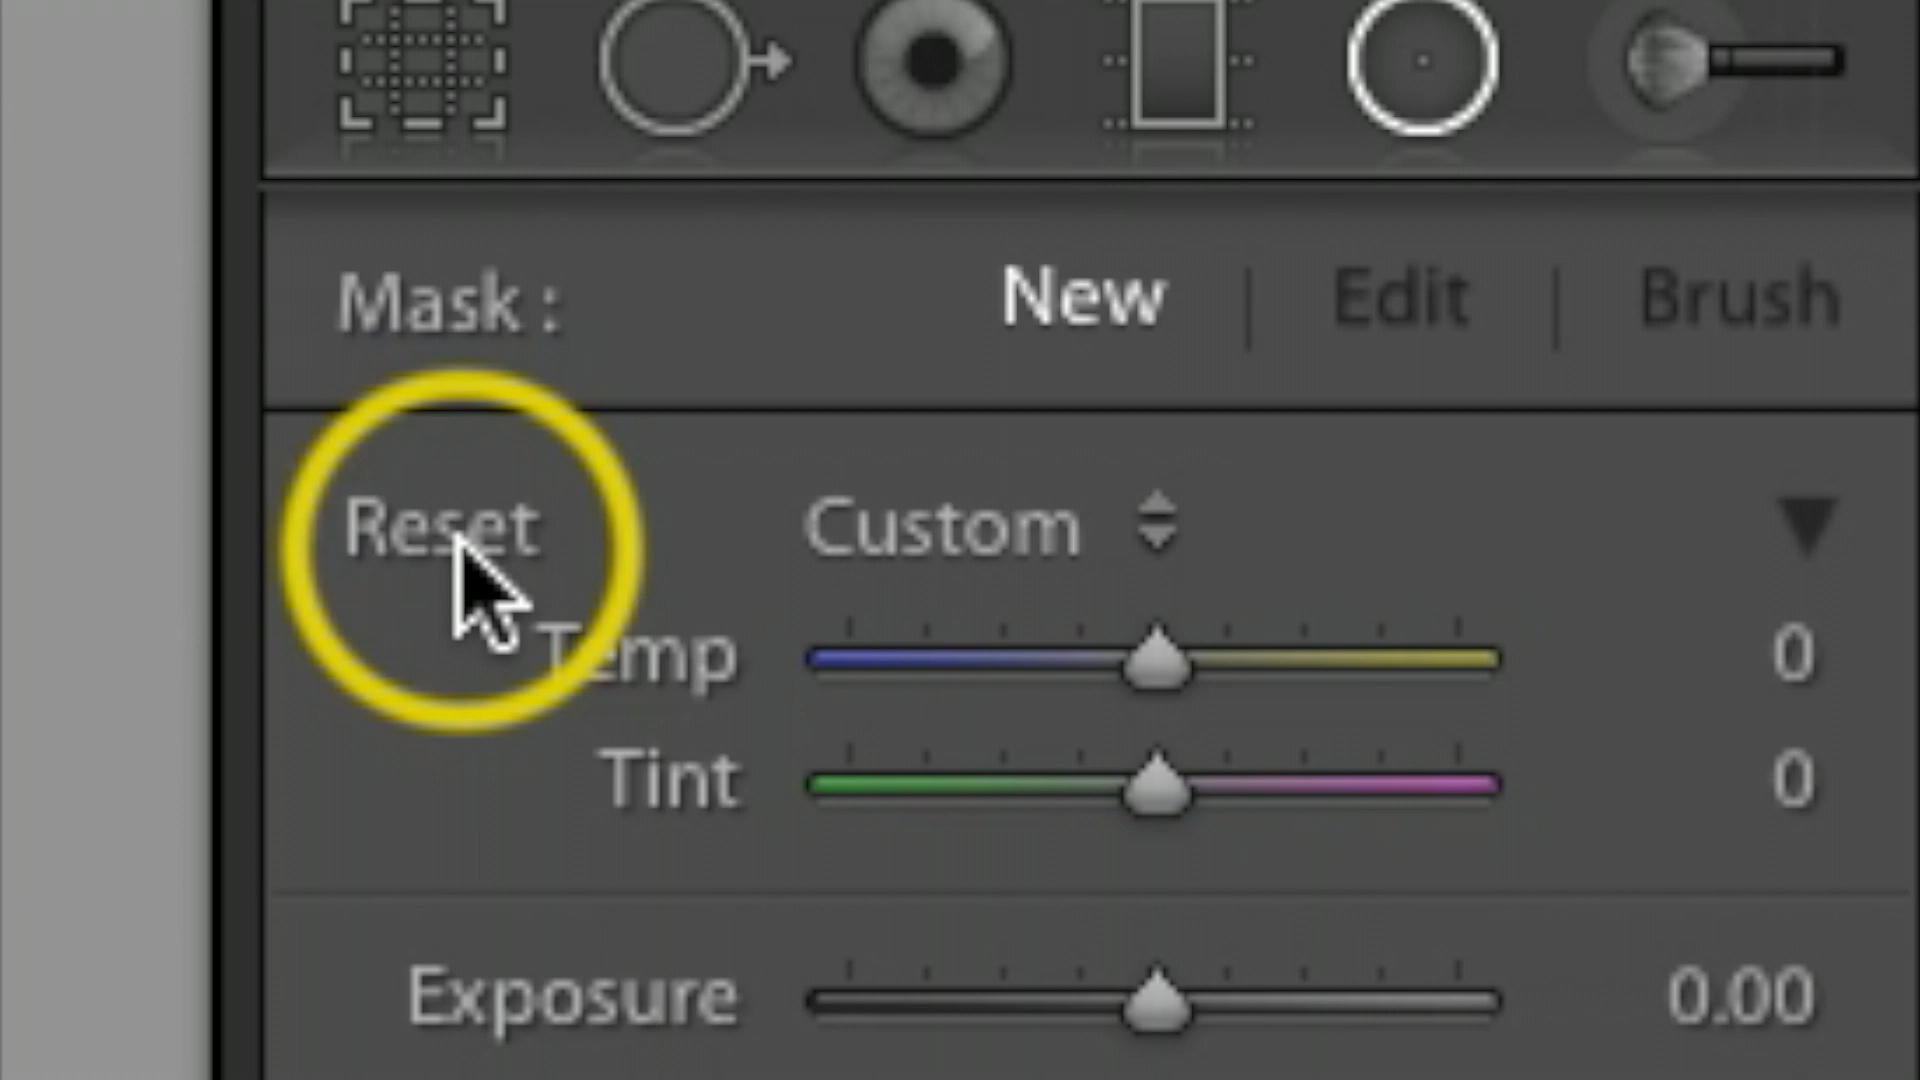 Mask : New | Edit | Brush
Reset Custom
Temp 0
Tint 0
Exposure 0.00